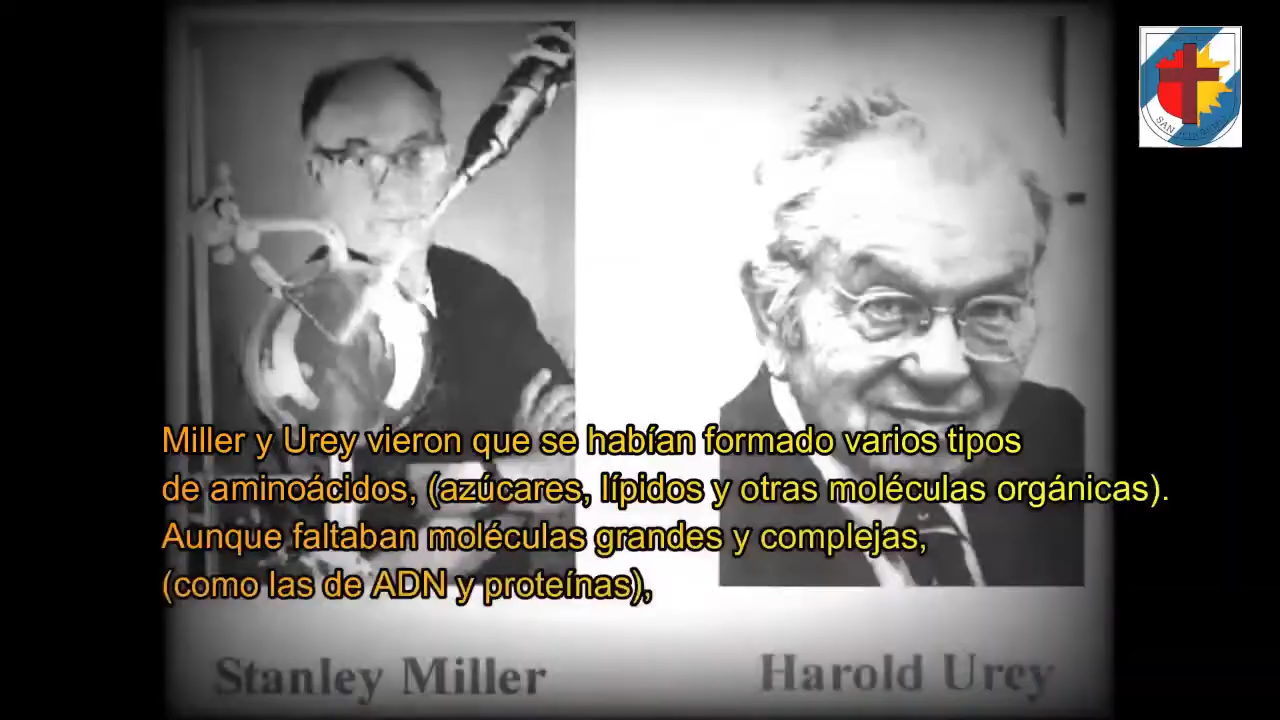 Miller y Urey vieron que se habían formado varios tipos
de aminoácidos, (azúcares, lípidos y otras moléculas orgánicas).
Aunque faltaban moléculas grandes y complejas,
(como las de ADN y proteínas),
Stanley Miller
Harold Urey